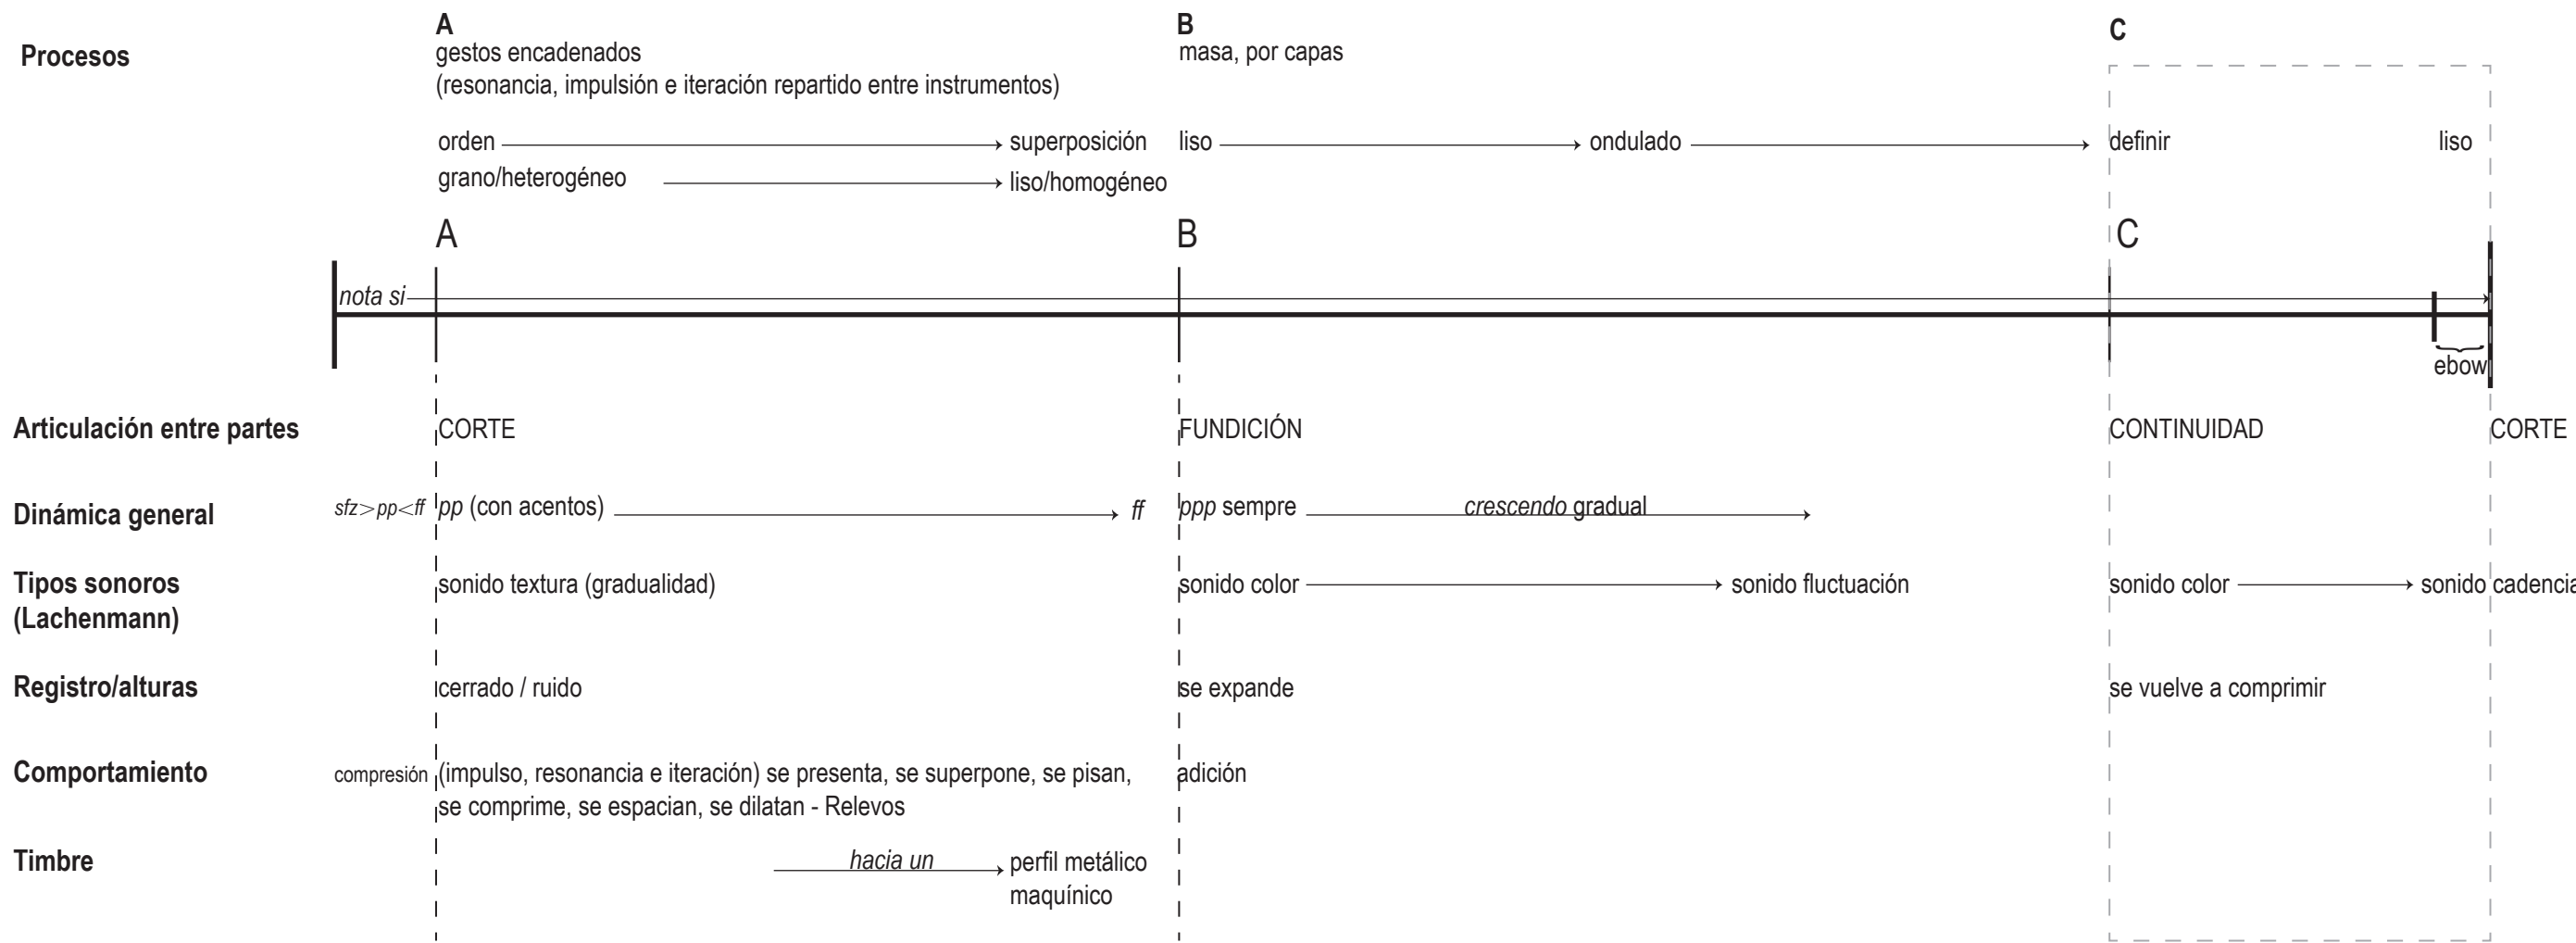 A
B
C
Procesos
gestos encadenados
masa, por capas
(resonancia, impulsión e iteración repartido entre instrumentos)
orden superposición liso ondulado definir liso
grano/heterogéneo liso/homogéneo
A
B
C
nota si
ebow
Articulación entre partes
CORTE
FUNDICIÓN
CONTINUIDAD
CORTE
Dinámica general
sfz>pp<ff
pp (con acentos)
ff
ppp sempre
crescendo gradual
Tipos sonoros
(Lachenmann)
sonido textura (gradualidad)
sonido color
sonido fluctuación
sonido color
sonido cadencia
Registro/alturas
cerrado / ruido
se expande
se vuelve a comprimir
Comportamiento
compresión
(impulso, resonancia e iteración) se presenta, se superpone, se pisan,
se comprime, se espacian, se dilatan - Relevos
adición
Timbre
hacia un
perfil metálico
maquínico